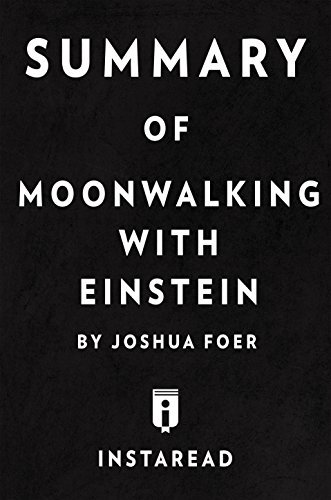 SUMMARY
OF
MOONWALKING
WITH
EINSTEIN
BY JOSHUA FOER
i
INSTAREAD